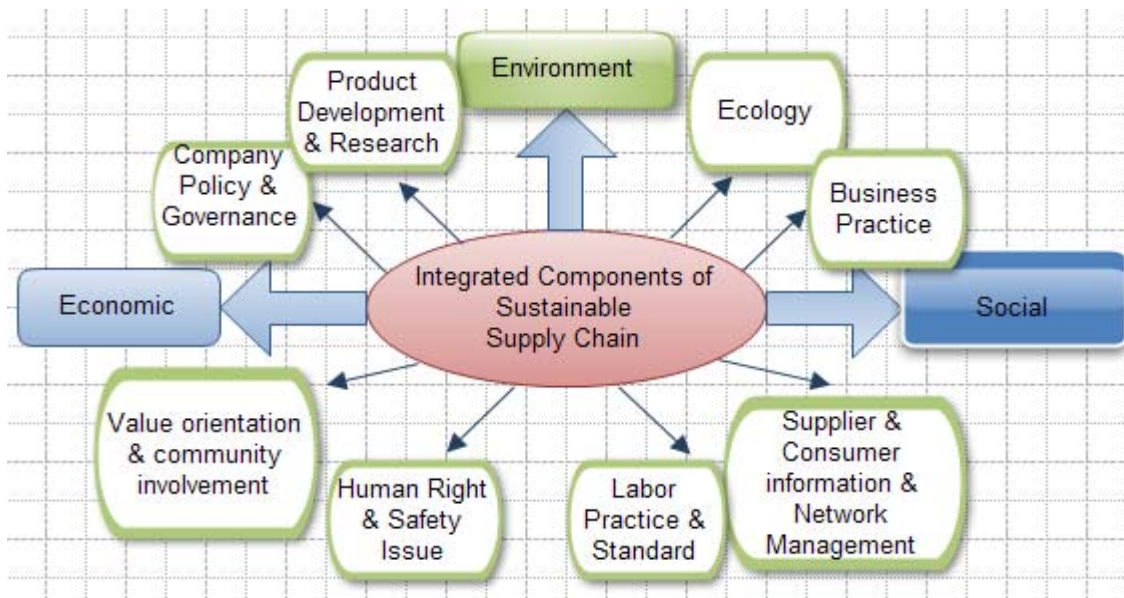 Environment
Product
Development
& Research
Ecology
Company
Policy &
Governance
Business
Practice
Integrated Components of
Sustainable
Supply Chain
Economic
Social
Value orientation
& community
involvement
Human Right
& Safety
Issue
Labor
Practice &
Standard
Supplier &
Consumer
information &
Network
Management